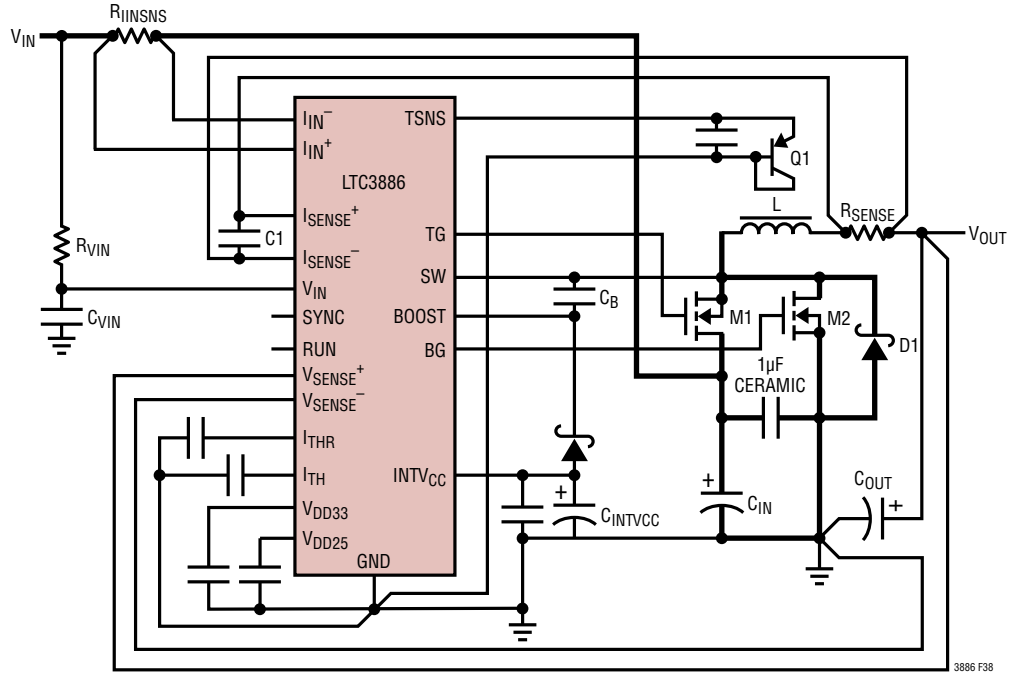 RIINSNS
VIN
IIN−
IIN+
LTC3886
ISENSE+
ISENSE−
VIN
SYNC
RUN
VSENSE+
VSENSE−
ITHR
ITH
VDD33
VDD25
GND
TSNS
TG
SW
BOOST
BG
INTVCC
C1
RVIN
CVIN
Q1
L
RSENSE
VOUT
CB
M1
M2
D1
1µF
CERAMIC
+
CINTVCC
+
CIN
COUT
+
3886 F38